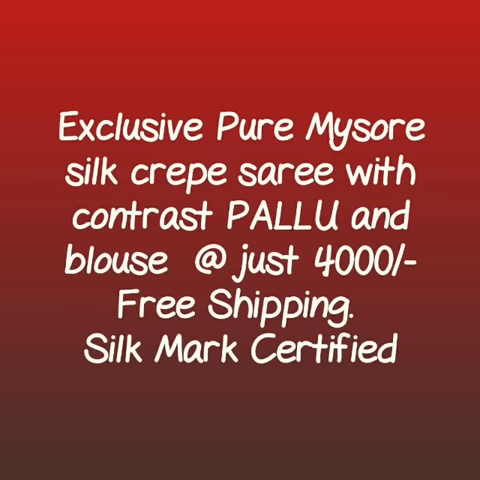 Exclusive Pure Mysore
silk crepe saree with
contrast PALLU and
blouse @ just 4000/-
Free Shipping.
Silk Mark Certified